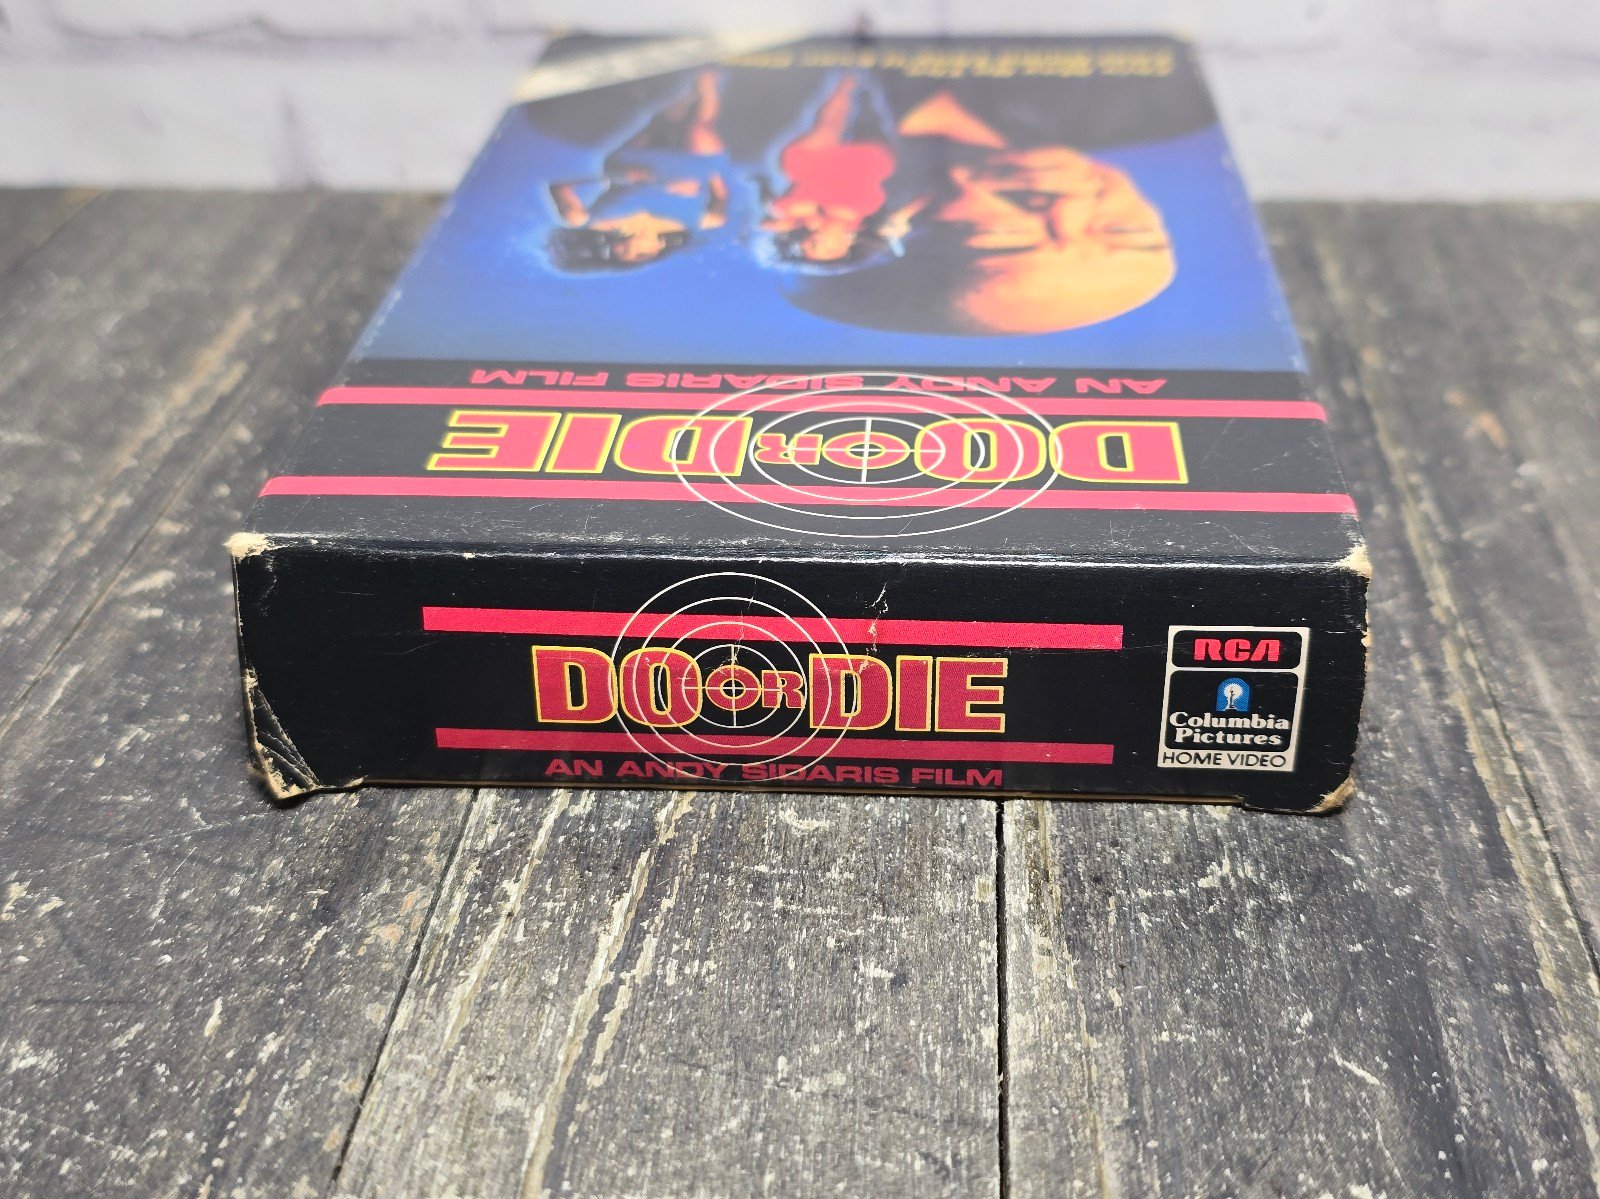 AN ANDY SIDARIS FILM
DO OR DIE
DO OR DIE
AN ANDY SIDARIS FILM
RCA
Columbia
Pictures
HOME VIDEO